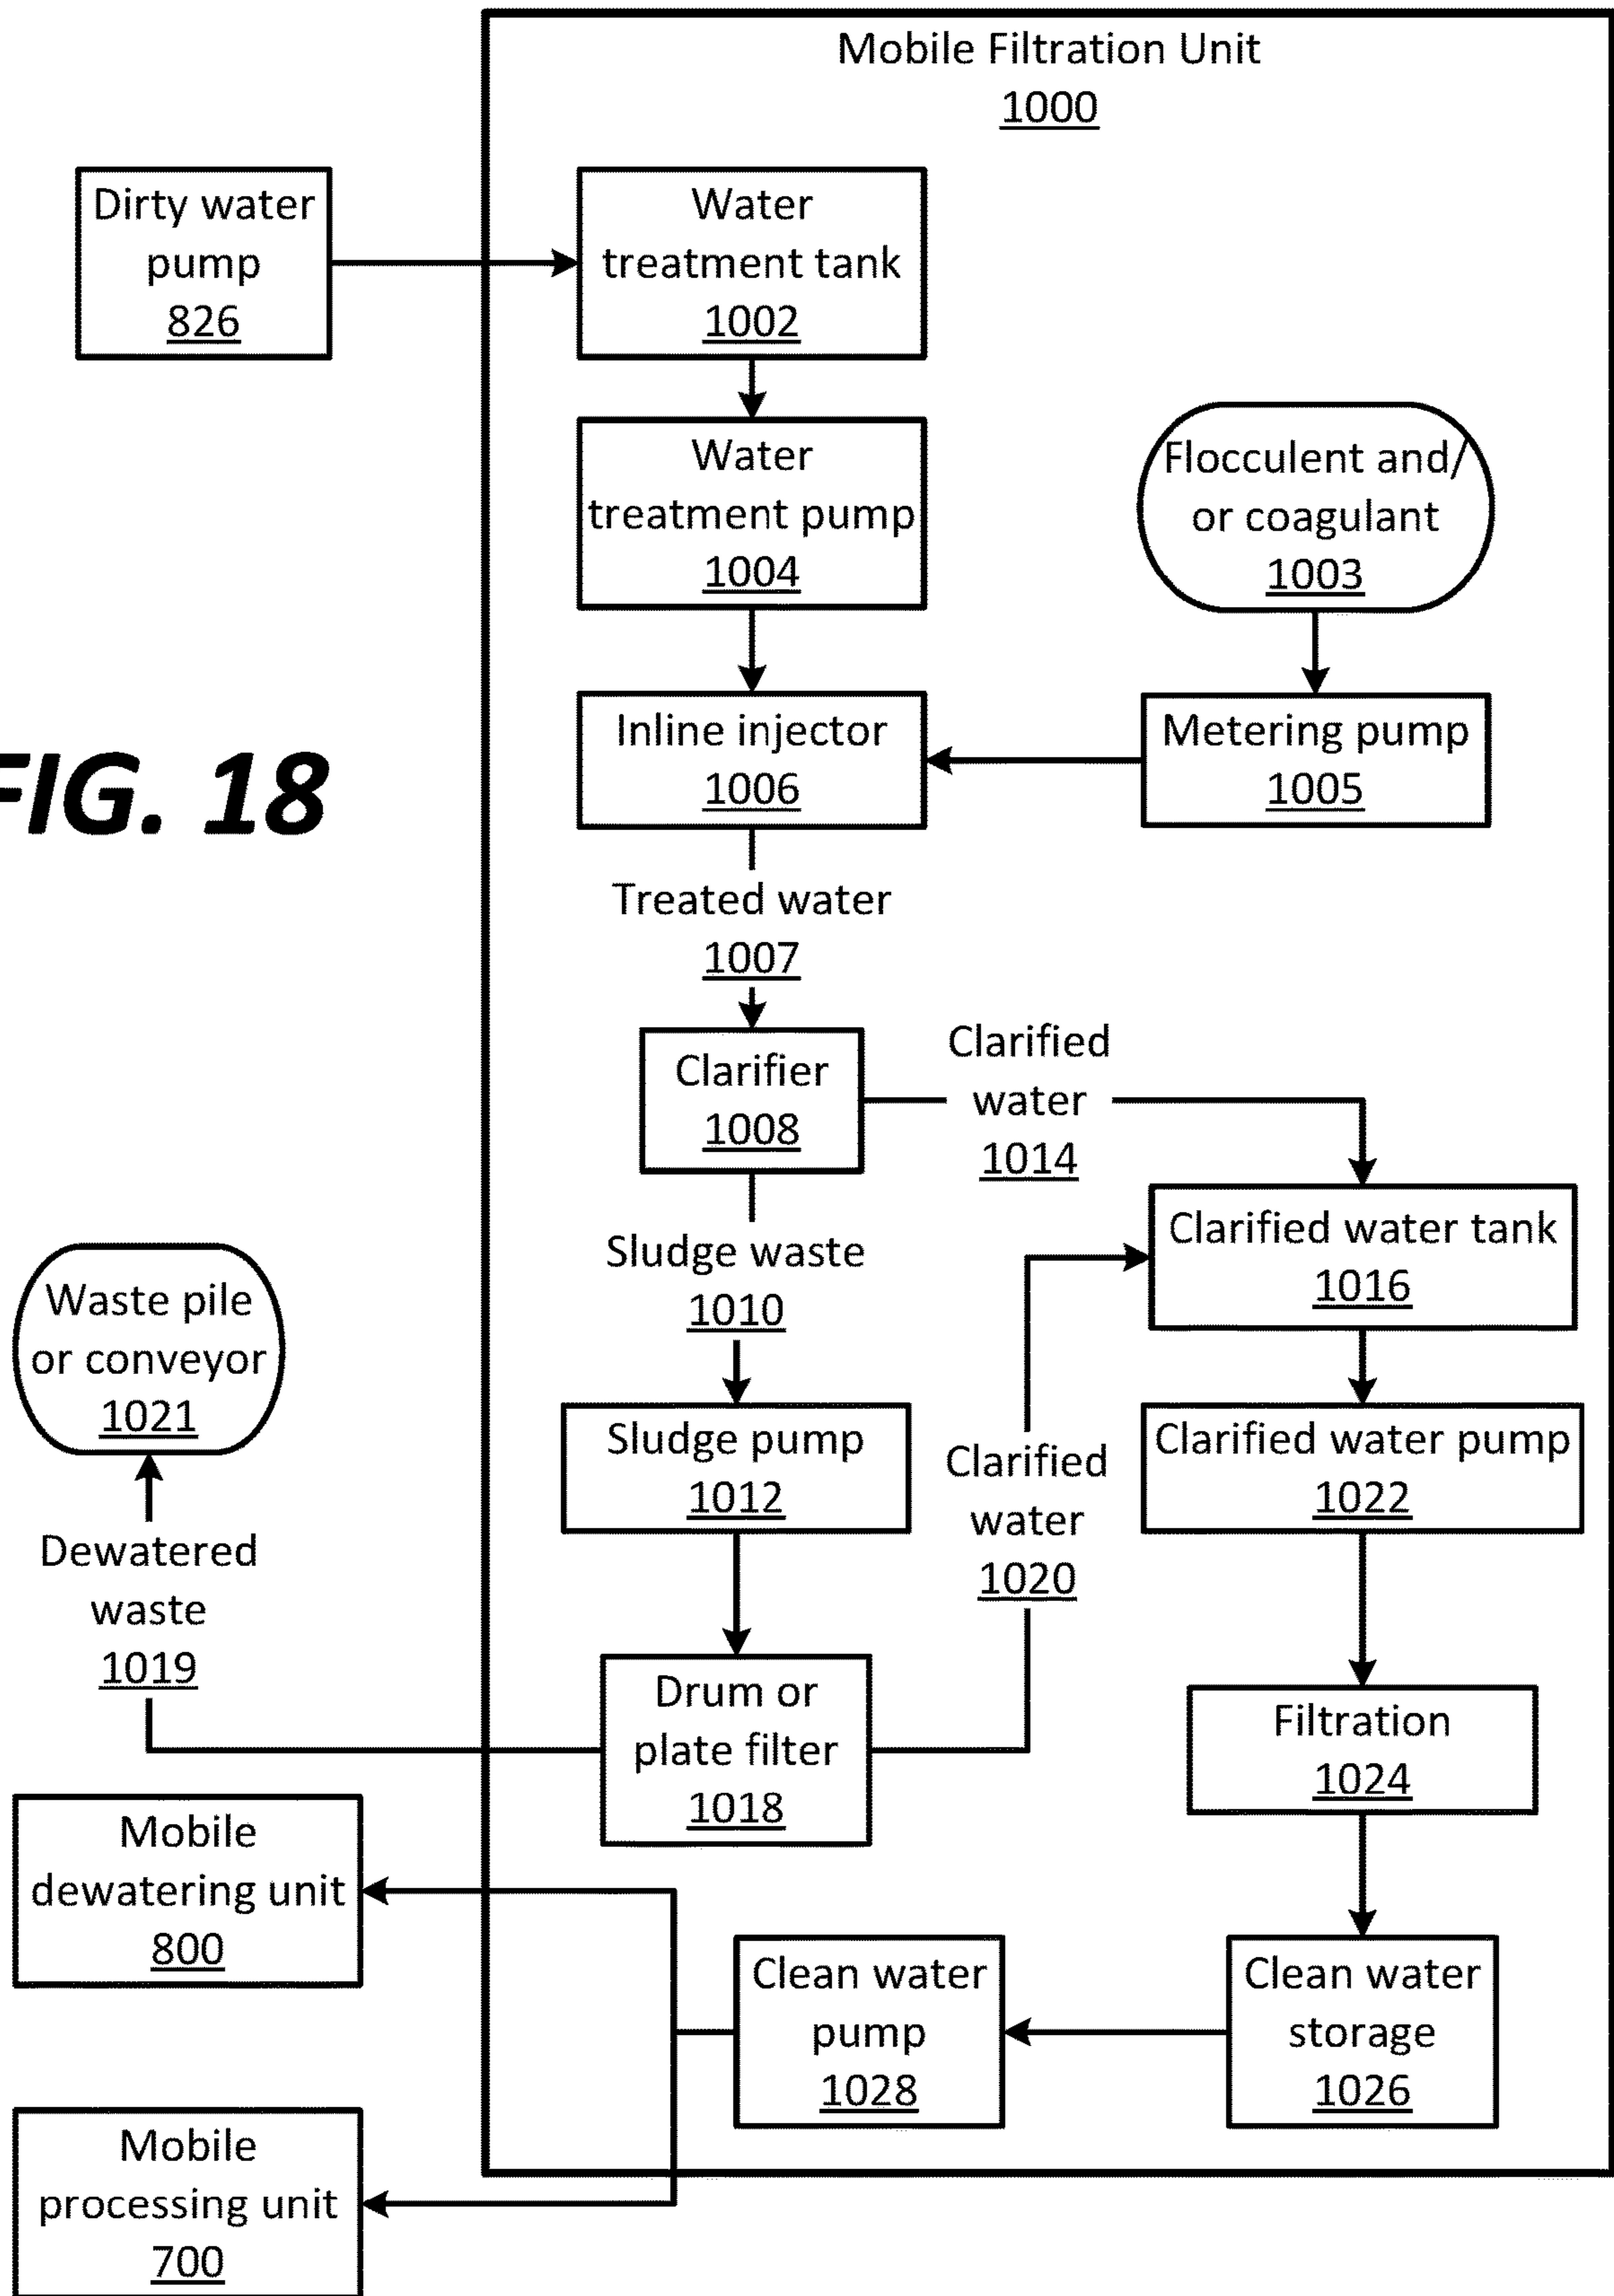 Mobile Filtration Unit
1000
Dirty water
pump
826
Water
treatment tank
1002
Water
treatment pump
1004
Flocculent and/
or coagulant
1003
Inline injector
1006
Metering pump
1005
FIG. 18
Treated water
1007
Clarifier
1008
Clarified
water
1014
Sludge waste
1010
Clarified water tank
1016
Waste pile
or conveyor
1021
Sludge pump
1012
Clarified
water
1020
Clarified water pump
1022
Dewatered
waste
1019
Drum or
plate filter
1018
Filtration
1024
Mobile
dewatering unit
800
Clean water
pump
1028
Clean water
storage
1026
Mobile
processing unit
700